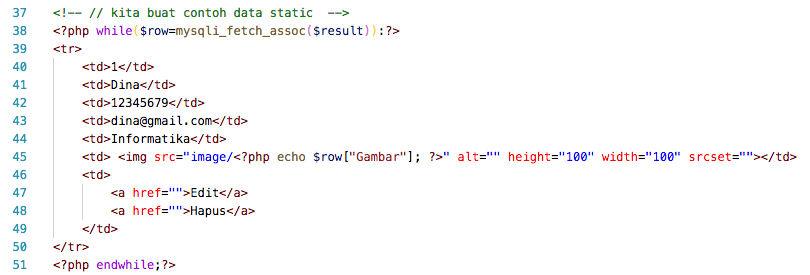 37 <!-- // kita buat contoh data static  -->
38 <?php while($row=mysqli_fetch_assoc($result)):?>
39 <tr>
40     <td>1</td>
41     <td>Dina</td>
42     <td>12345679</td>
43     <td>dina@gmail.com</td>
44     <td>Informatika</td>
45     <td> <img src="image/<?php echo $row["Gambar"]; ?>" alt="" height="100" width="100" srcset=""></td>
46     <td>
47         <a href="">Edit</a>
48         <a href="">Hapus</a>
49     </td>
50 </tr>
51 <?php endwhile;?>